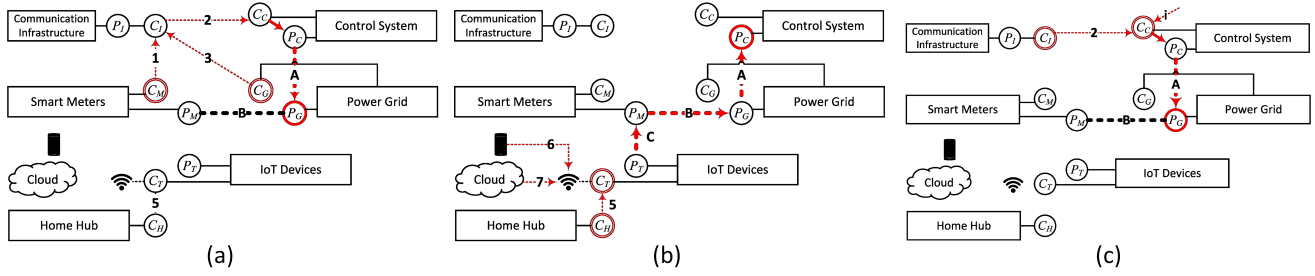 Communication
Infrastructure
P_I
C_I
2
C_C
Control System
P_C
1
3
A
C_M
C_G
Smart Meters
P_M
B
P_G
Power Grid
Cloud
P_T
C_T
IoT Devices
5
Home Hub
C_H
(a)
Communication
Infrastructure
P_I
C_I
C_C
Control System
P_C
A
C_M
C_G
Smart Meters
P_M
B
P_G
Power Grid
C
6
P_T
Cloud
7
C_T
IoT Devices
5
Home Hub
C_H
(b)
i
Communication
Infrastructure
P_I
C_I
2
C_C
Control System
P_C
A
C_M
C_G
Smart Meters
P_M
B
P_G
Power Grid
Cloud
P_T
C_T
IoT Devices
Home Hub
C_H
(c)